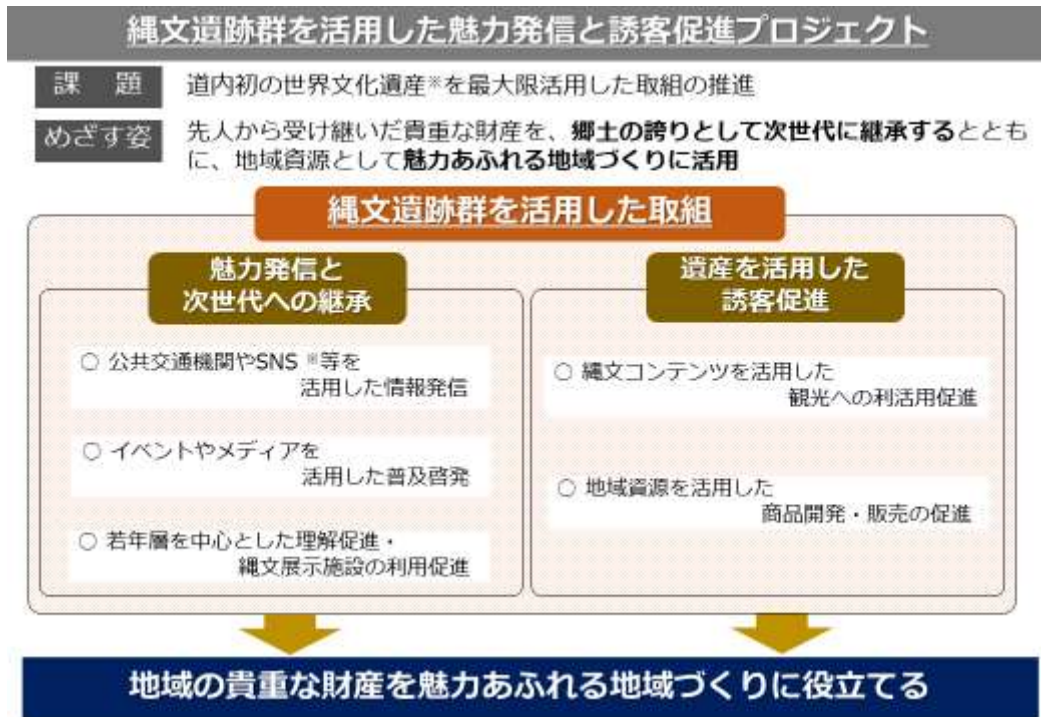 縄文遺跡群を活用した魅力発信と誘客促進プロジェクト
課 題
道内初の世界文化遺産※を最大限活用した取組の推進
めざす姿
先人から受け継いだ貴重な財産を、郷土の誇りとして次世代に継承するととも
に、地域資源として魅力あふれる地域づくりに活用
縄文遺跡群を活用した取組
魅力発信と
次世代への継承
○ 公共交通機関やSNS ※等を
活用した情報発信
○ イベントやメディアを
活用した普及啓発
○ 若年層を中心とした理解促進・
縄文展示施設の利用促進
遺産を活用した
誘客促進
○ 縄文コンテンツを活用した
観光への利活用促進
○ 地域資源を活用した
商品開発・販売の促進
地域の貴重な財産を魅力あふれる地域づくりに役立てる